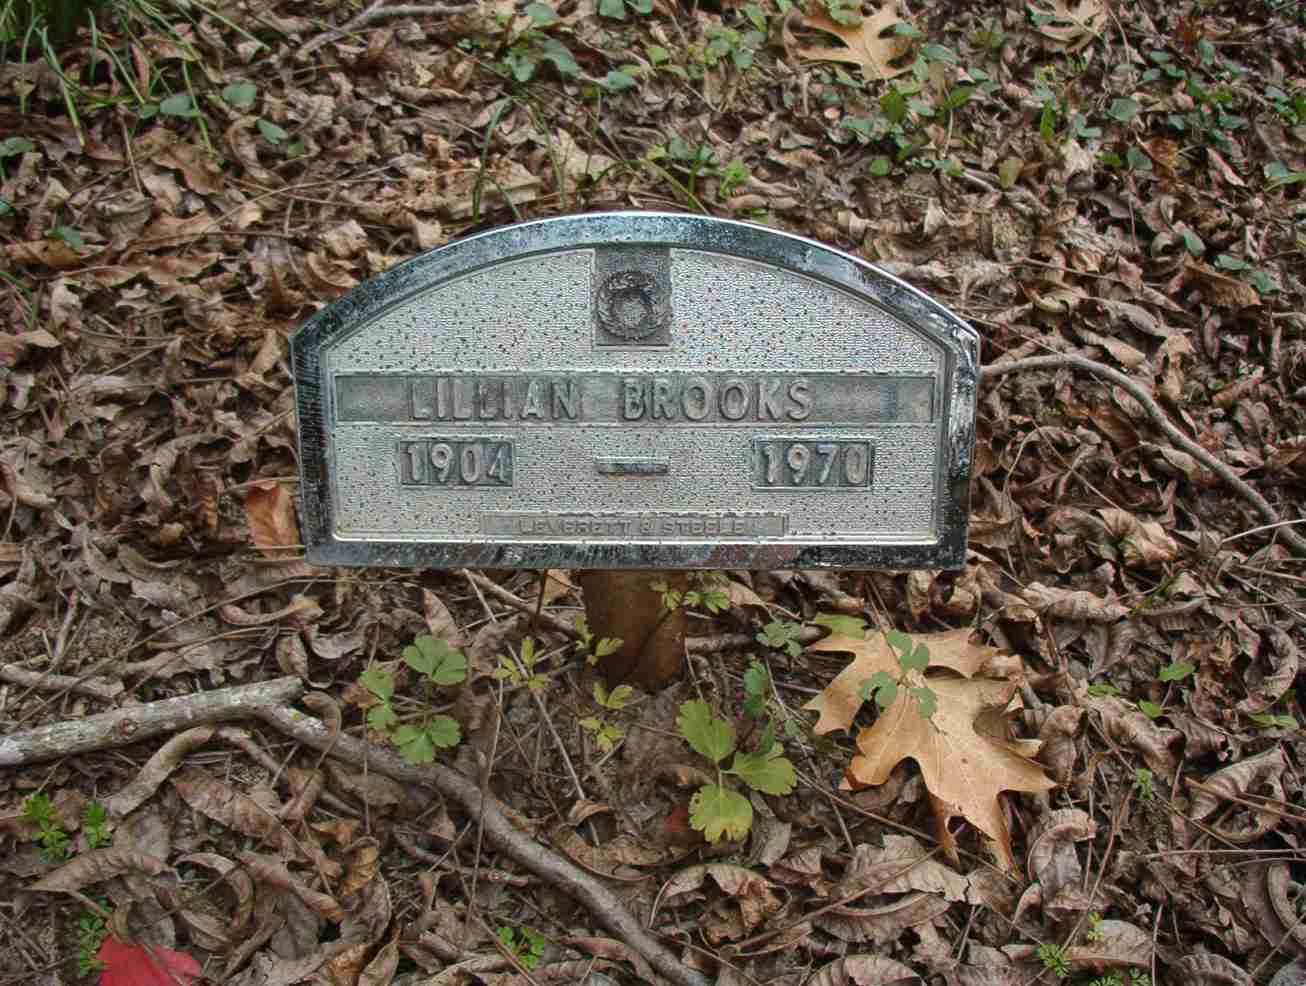 LILLIAN BROOKS
1904 – 1970
LEVERETT & STEELE